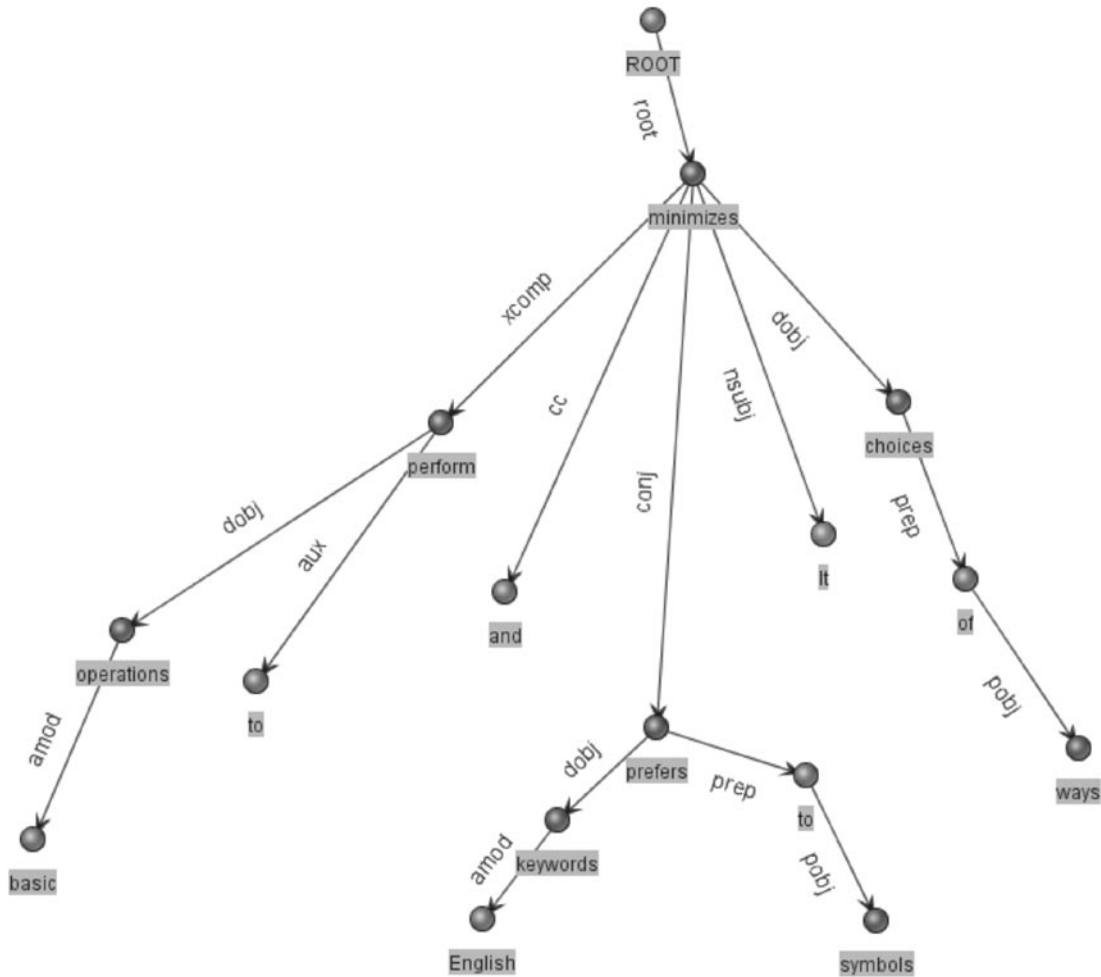 ROOT
root
minimizes
xcomp
cc
conj
nsubj
dobj
perform
choices
dobj
aux
prep
and
It
of
operations
to
amod
pobj
prefers
dobj
prep
to
ways
basic
amod
keywords
pobj
English
symbols